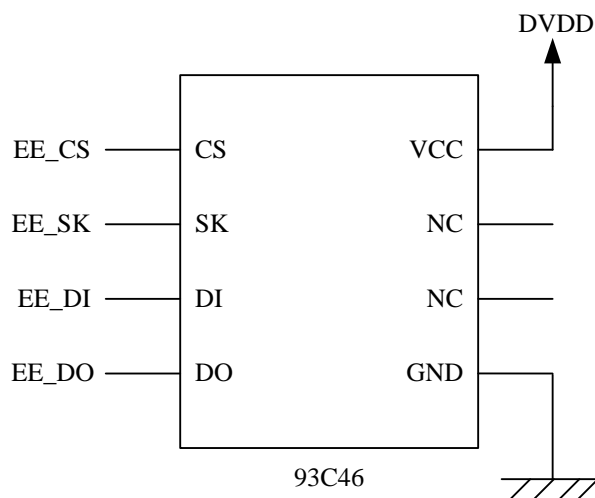 DVDD
EE_CS CS VCC
EE_SK SK NC
EE_DI DI NC
EE_DO DO GND
93C46